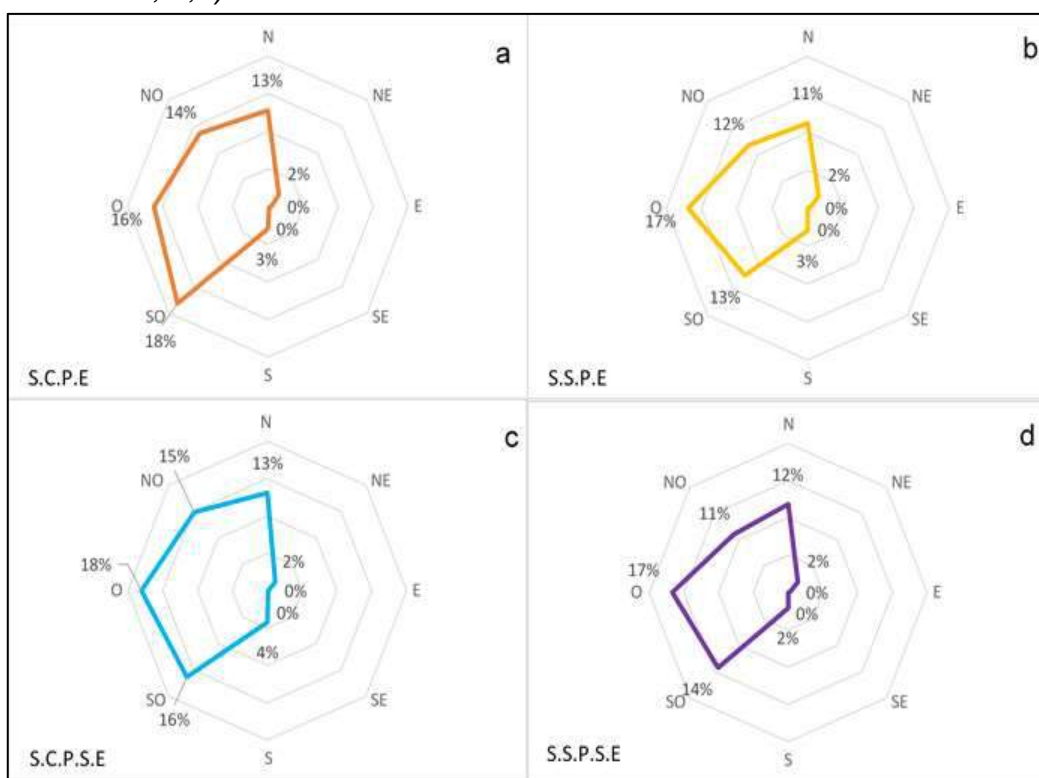 N
a
NO
13%
NE
14%
2%
O
0%
E
16%
0%
3%
SO
SE
18%
S
S.C.P.E
N
b
NO
11%
NE
12%
2%
O
0%
E
17%
0%
3%
13%
SO
SE
S
S.S.P.E
N
c
15%
13%
NO
NE
18%
2%
O
0%
E
0%
4%
SO
SE
16%
S
S.C.P.S.E
N
d
NO
12%
NE
11%
2%
17%
O
0%
E
0%
2%
14%
SO
SE
S
S.S.P.S.E